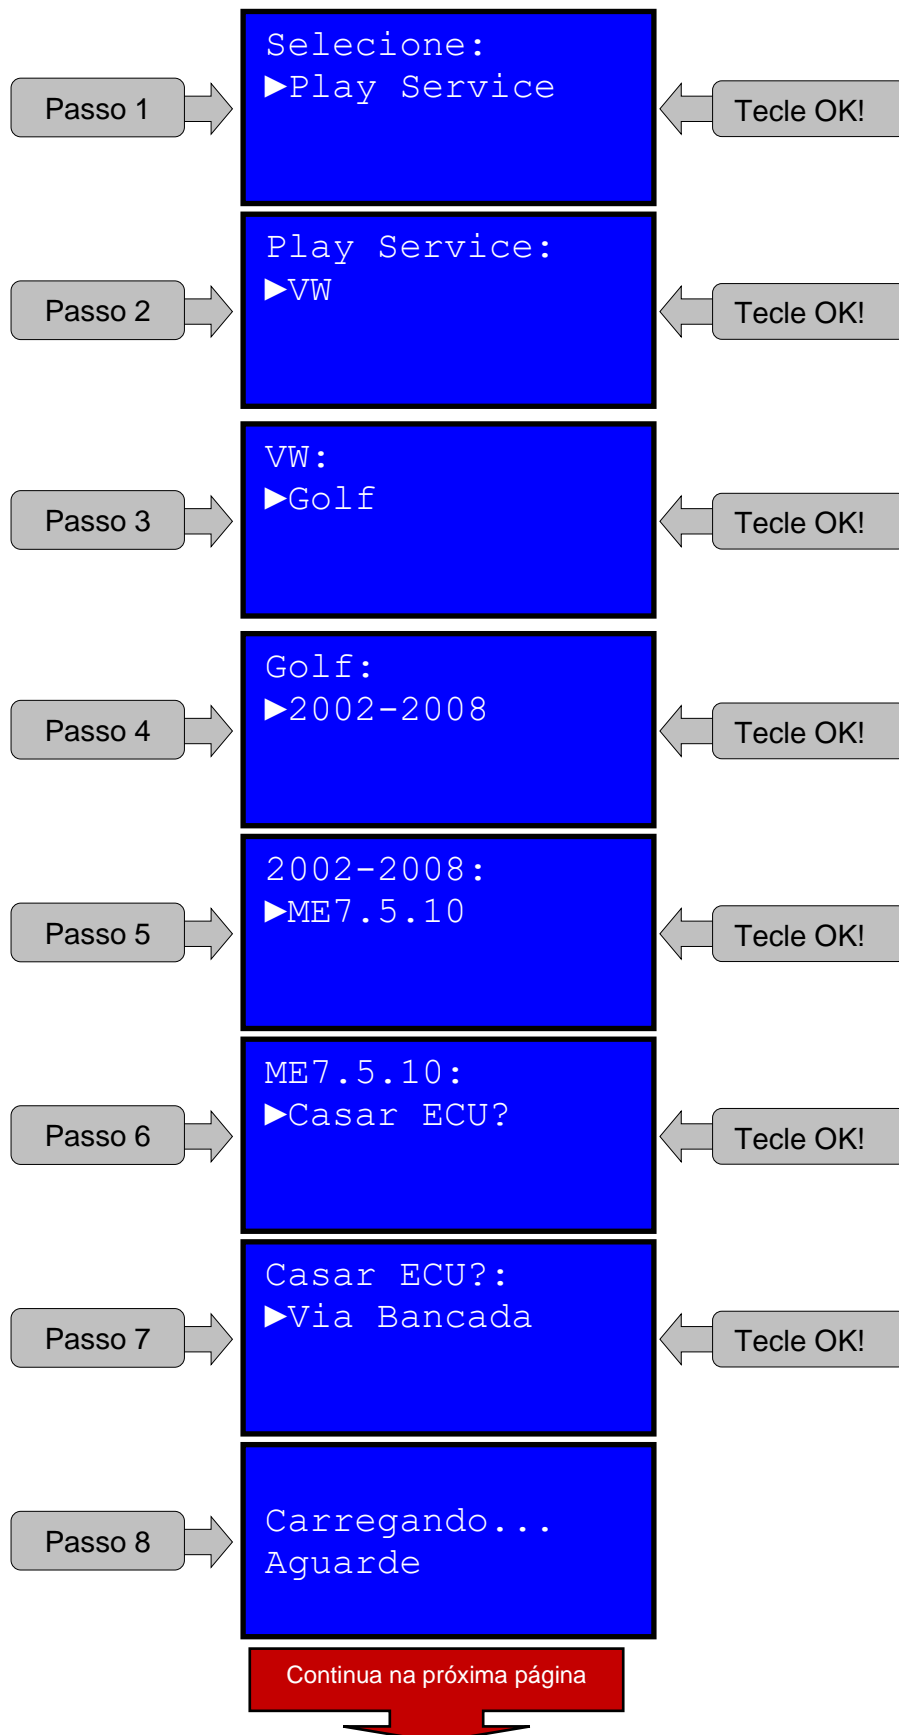 Passo 1
Selecione:
►Play Service
Tecle OK!
Passo 2
Play Service:
►VW
Tecle OK!
Passo 3
VW:
►Golf
Tecle OK!
Passo 4
Golf:
►2002-2008
Tecle OK!
Passo 5
2002-2008:
►ME7.5.10
Tecle OK!
Passo 6
ME7.5.10:
►Casar ECU?
Tecle OK!
Passo 7
Casar ECU?:
►Via Bancada
Tecle OK!
Passo 8
Carregando...
Aguarde
Continua na próxima página